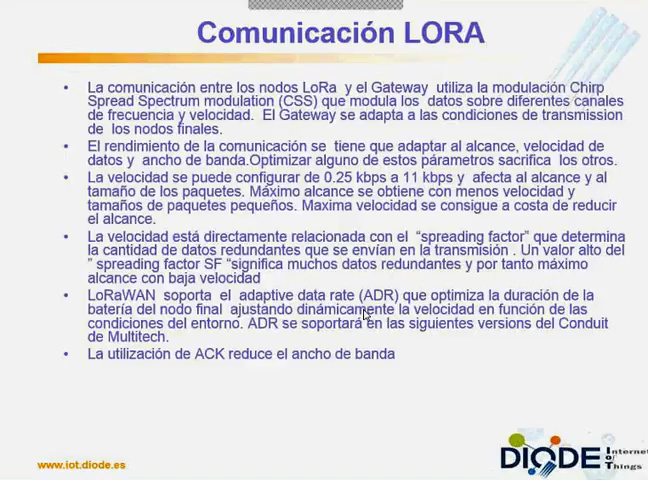 Comunicación LORA
• La comunicación entre los nodos LoRa y el Gateway utiliza la modulación Chirp
Spread Spectrum modulation (CSS) que modula los datos sobre diferentes canales
de frecuencia y velocidad. El Gateway se adapta a las condiciones de transmission
de los nodos finales.
• El rendimiento de la comunicación se tiene que adaptar al alcance, velocidad de
datos y ancho de banda.Optimizar alguno de estos párametros sacrifica los otros.
• La velocidad se puede configurar de 0.25 kbps a 11 kbps y afecta al alcance y al
tamaño de los paquetes. Máximo alcance se obtiene con menos velocidad y
tamaños de paquetes pequeños. Maxima velocidad se consigue a costa de reducir
el alcance.
• La velocidad está directamente relacionada con el “spreading factor” que determina
la cantidad de datos redundantes que se envían en la transmisión . Un valor alto del
” spreading factor SF “significa muchos datos redundantes y por tanto máximo
alcance con baja velocidad
• LoRaWAN soporta el adaptive data rate (ADR) que optimiza la duración de la
batería del nodo final ajustando dinámicamente la velocidad en función de las
condiciones del entorno. ADR se soportará en las siguientes versions del Conduit
de Multitech.
• La utilización de ACK reduce el ancho de banda
www.iot.diode.es
DIODE Internet
of
Things